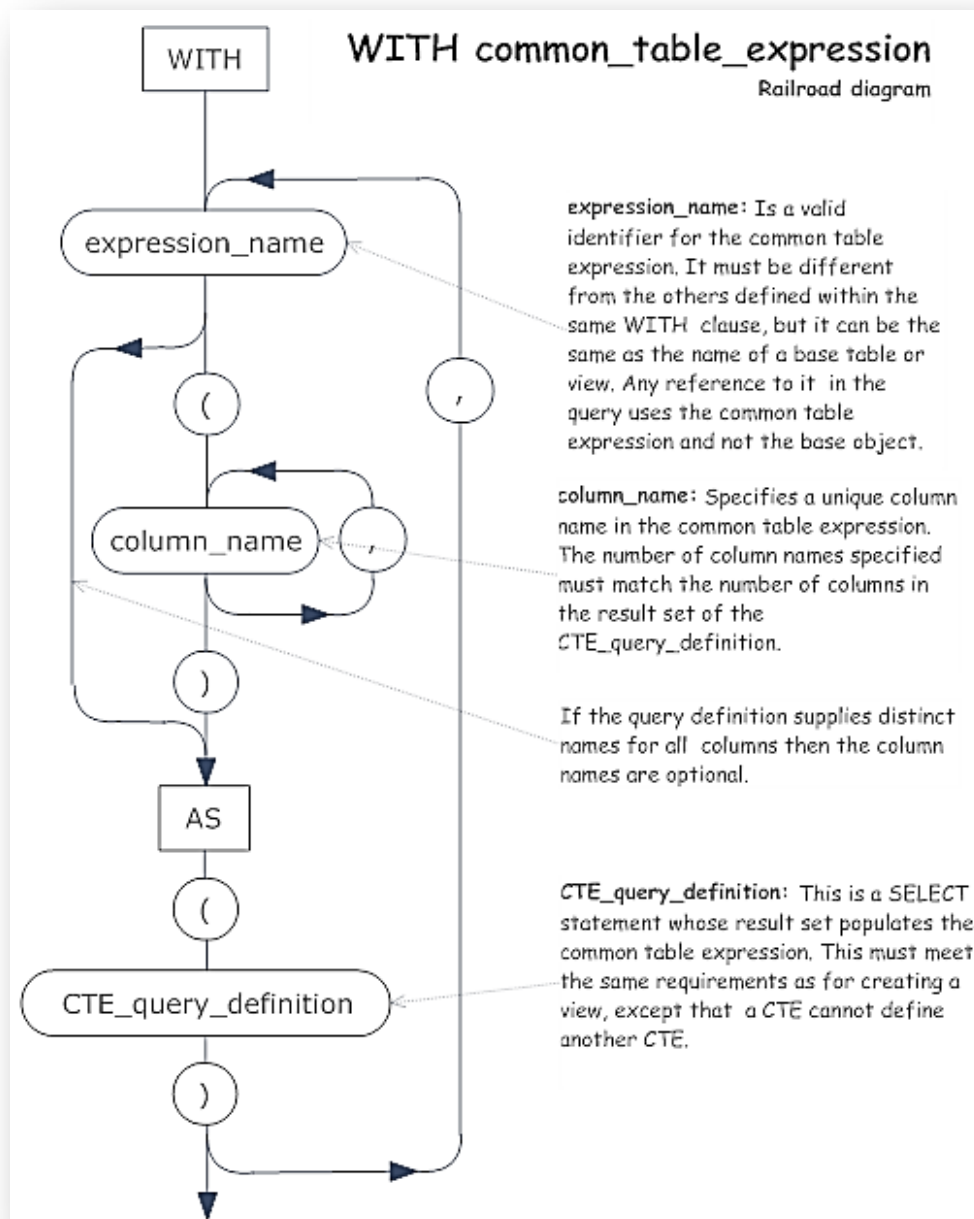 WITH
WITH common_table_expression
Railroad diagram
expression_name
expression_name: Is a valid
identifier for the common table
expression. It must be different
from the others defined within the
same WITH clause, but it can be the
same as the name of a base table or
view. Any reference to it in the
query uses the common table
expression and not the base object.
(
,
column_name
,
column_name: Specifies a unique column
name in the common table expression.
The number of column names specified
must match the number of columns in
the result set of the
CTE_query_definition.
)
If the query definition supplies distinct
names for all columns then the column
names are optional.
AS
(
CTE_query_definition
CTE_query_definition: This is a SELECT
statement whose result set populates the
common table expression. This must meet
the same requirements as for creating a
view, except that a CTE cannot define
another CTE.
)